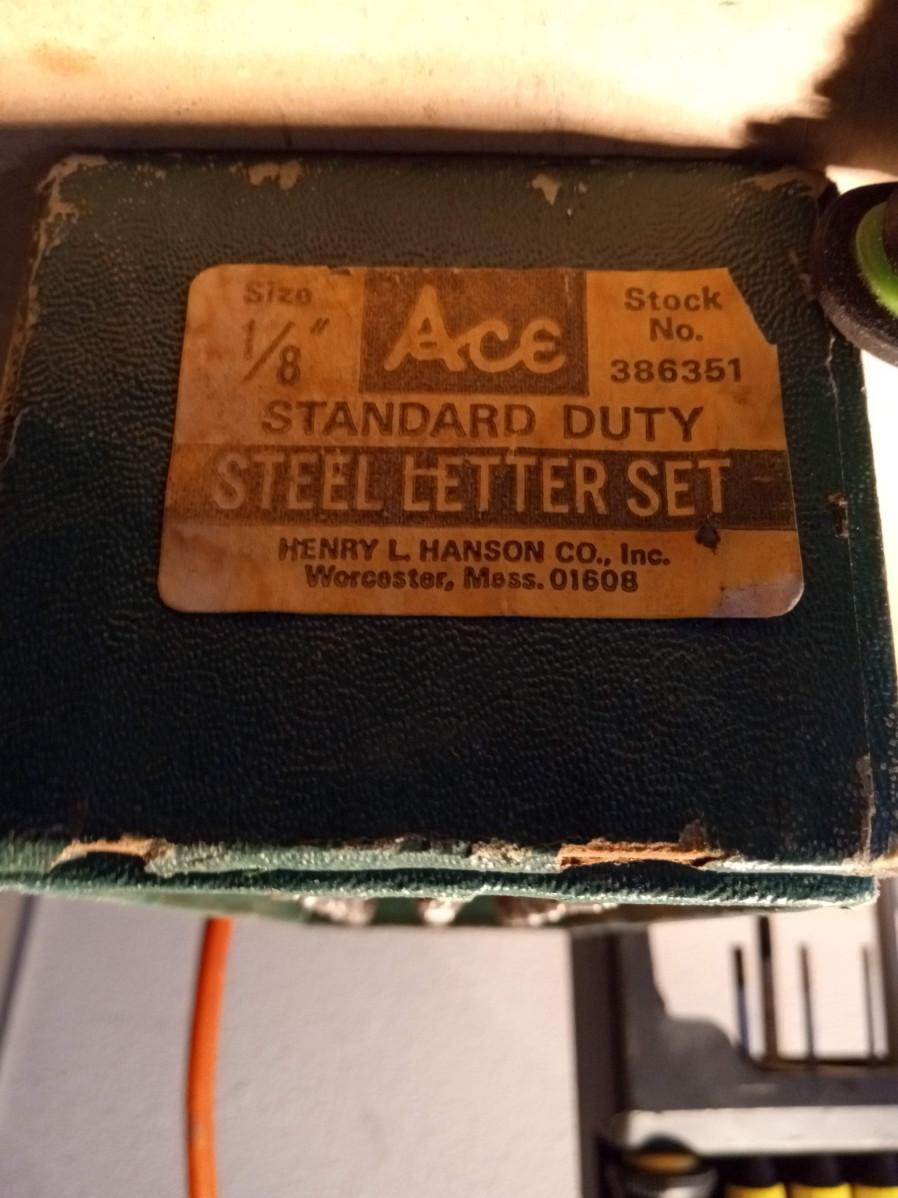 Size
1/8"
ACE
Stock
No.
386351
STANDARD DUTY
STEEL LETTER SET
HENRY L. HANSON CO., Inc.
Worcester, Mass. 01608